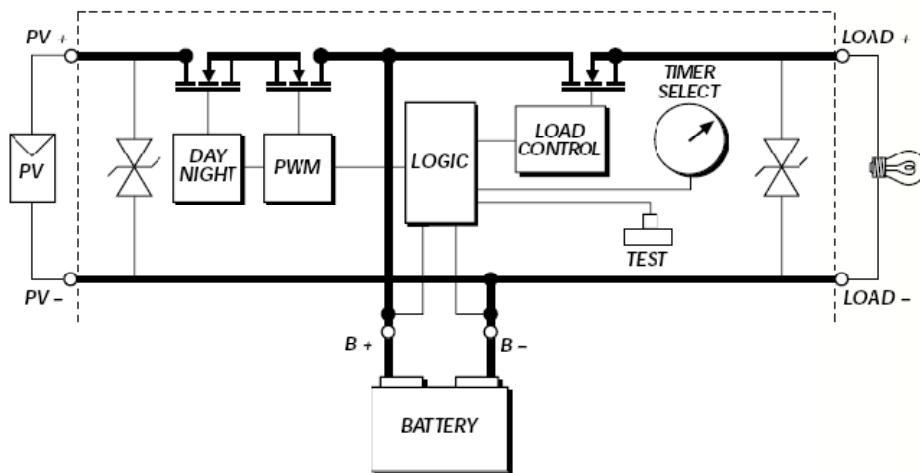 PV +
LOAD +
TIMER
SELECT
PV
DAY
NIGHT
PWM
LOGIC
LOAD
CONTROL
TEST
PV –
LOAD –
B +
B –
BATTERY